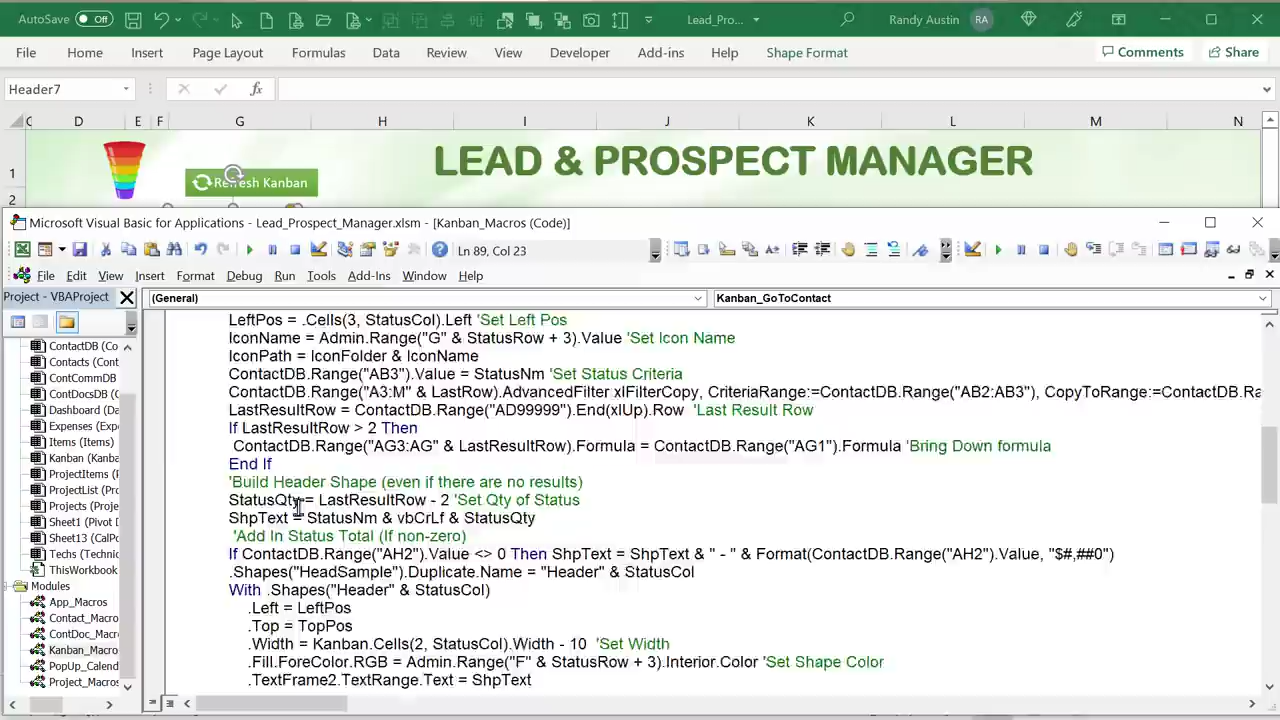 AutoSave Off Lead_Pro... Randy Austin RA
File Home Insert Page Layout Formulas Data Review View Developer Add-ins Help Shape Format Comments Share
Header7 fx
C D E F G H I J K L M N
1 LEAD & PROSPECT MANAGER
Refresh Kanban
2
Microsoft Visual Basic for Applications - Lead_Prospect_Manager.xlsm - [Kanban_Macros (Code)]
Ln 89, Col 23
File Edit View Insert Format Debug Run Tools Add-Ins Window Help
Project - VBAProject
(General) Kanban_GoToContact
ContactDB (Co
Contacts (Cont
ContCommDB
ContDocsDB (
Dashboard (Da
Expenses (Exp
Items (Items)
Kanban (Kanba
ProjectItems (P
ProjectList (Pr
Projects (Proje
Sheet1 (Pivot D
Sheet13 (CalPo
Techs (Technic
ThisWorkbook
Modules
App_Macros
Contact_Macro
ContDoc_Macro
Kanban_Macro
PopUp_Calend
Project_Macros
LeftPos = .Cells(3, StatusCol).Left 'Set Left Pos
IconName = Admin.Range("G" & StatusRow + 3).Value 'Set Icon Name
IconPath = IconFolder & IconName
ContactDB.Range("AB3").Value = StatusNm 'Set Status Criteria
ContactDB.Range("A3:M" & LastRow).AdvancedFilter xlFilterCopy, CriteriaRange:=ContactDB.Range("AB2:AB3"), CopyToRange:=ContactDB.Ra
LastResultRow = ContactDB.Range("AD99999").End(xlUp).Row 'Last Result Row
If LastResultRow > 2 Then
ContactDB.Range("AG3:AG" & LastResultRow).Formula = ContactDB.Range("AG1").Formula 'Bring Down formula
End If
'Build Header Shape (even if there are no results)
StatusQty = LastResultRow - 2 'Set Qty of Status
ShpText = StatusNm & vbCrLf & StatusQty
'Add In Status Total (If non-zero)
If ContactDB.Range("AH2").Value <> 0 Then ShpText = ShpText & " - " & Format(ContactDB.Range("AH2").Value, "$#,##0")
.Shapes("HeadSample").Duplicate.Name = "Header" & StatusCol
With .Shapes("Header" & StatusCol)
.Left = LeftPos
.Top = TopPos
.Width = Kanban.Cells(2, StatusCol).Width - 10 'Set Width
.Fill.ForeColor.RGB = Admin.Range("F" & StatusRow + 3).Interior.Color 'Set Shape Color
.TextFrame2.TextRange.Text = ShpText